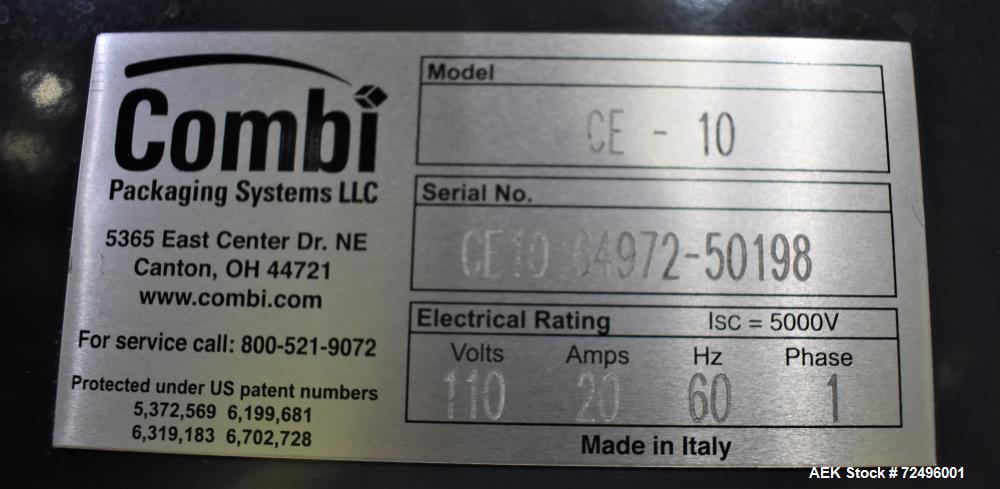 Combi
Packaging Systems LLC
5365 East Center Dr. NE
Canton, OH 44721
www.combi.com
For service call: 800-521-9072
Protected under US patent numbers
5,372,569 6,199,681
6,319,183 6,702,728
Model
CE - 10
Serial No.
CE10 64972-50198
Electrical Rating Isc = 5000V
Volts Amps Hz Phase
110 20 60 1
Made in Italy
AEK Stock # 72496001